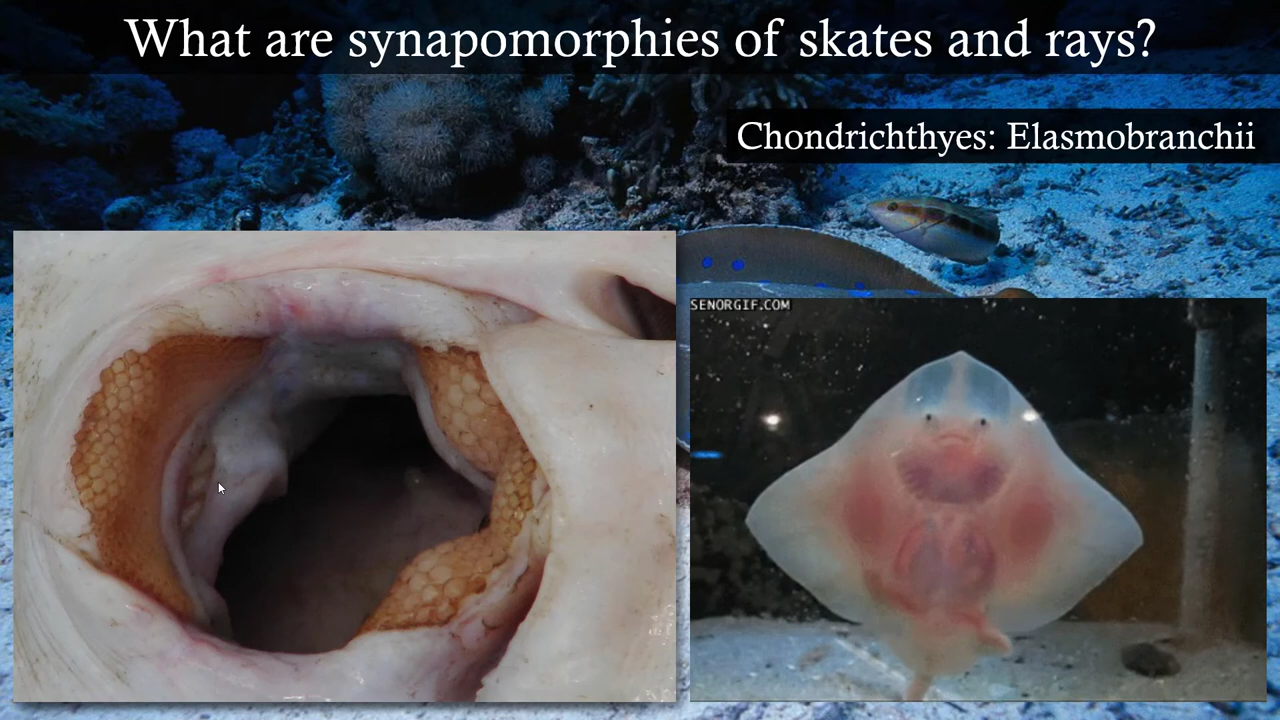 What are synapomorphies of skates and rays?
Chondrichthyes: Elasmobranchii
SENORGIF.COM